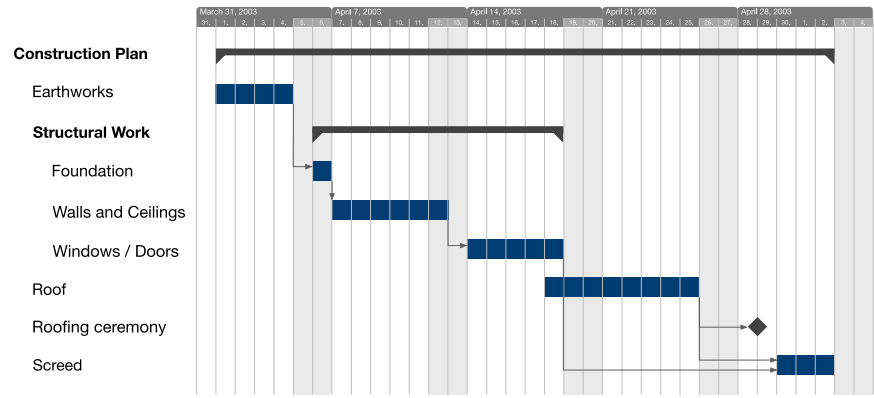 March 31, 2003 April 7, 2003 April 14, 2003 April 21, 2003 April 28, 2003
31. 1. 2. 3. 4. 5. 6. 7. 8. 9. 10. 11. 12. 13. 14. 15. 16. 17. 18. 19. 20. 21. 22. 23. 24. 25. 26. 27. 28. 29. 30. 1. 2. 3. 4.
Construction Plan
Earthworks
Structural Work
Foundation
Walls and Ceilings
Windows / Doors
Roof
Roofing ceremony
Screed